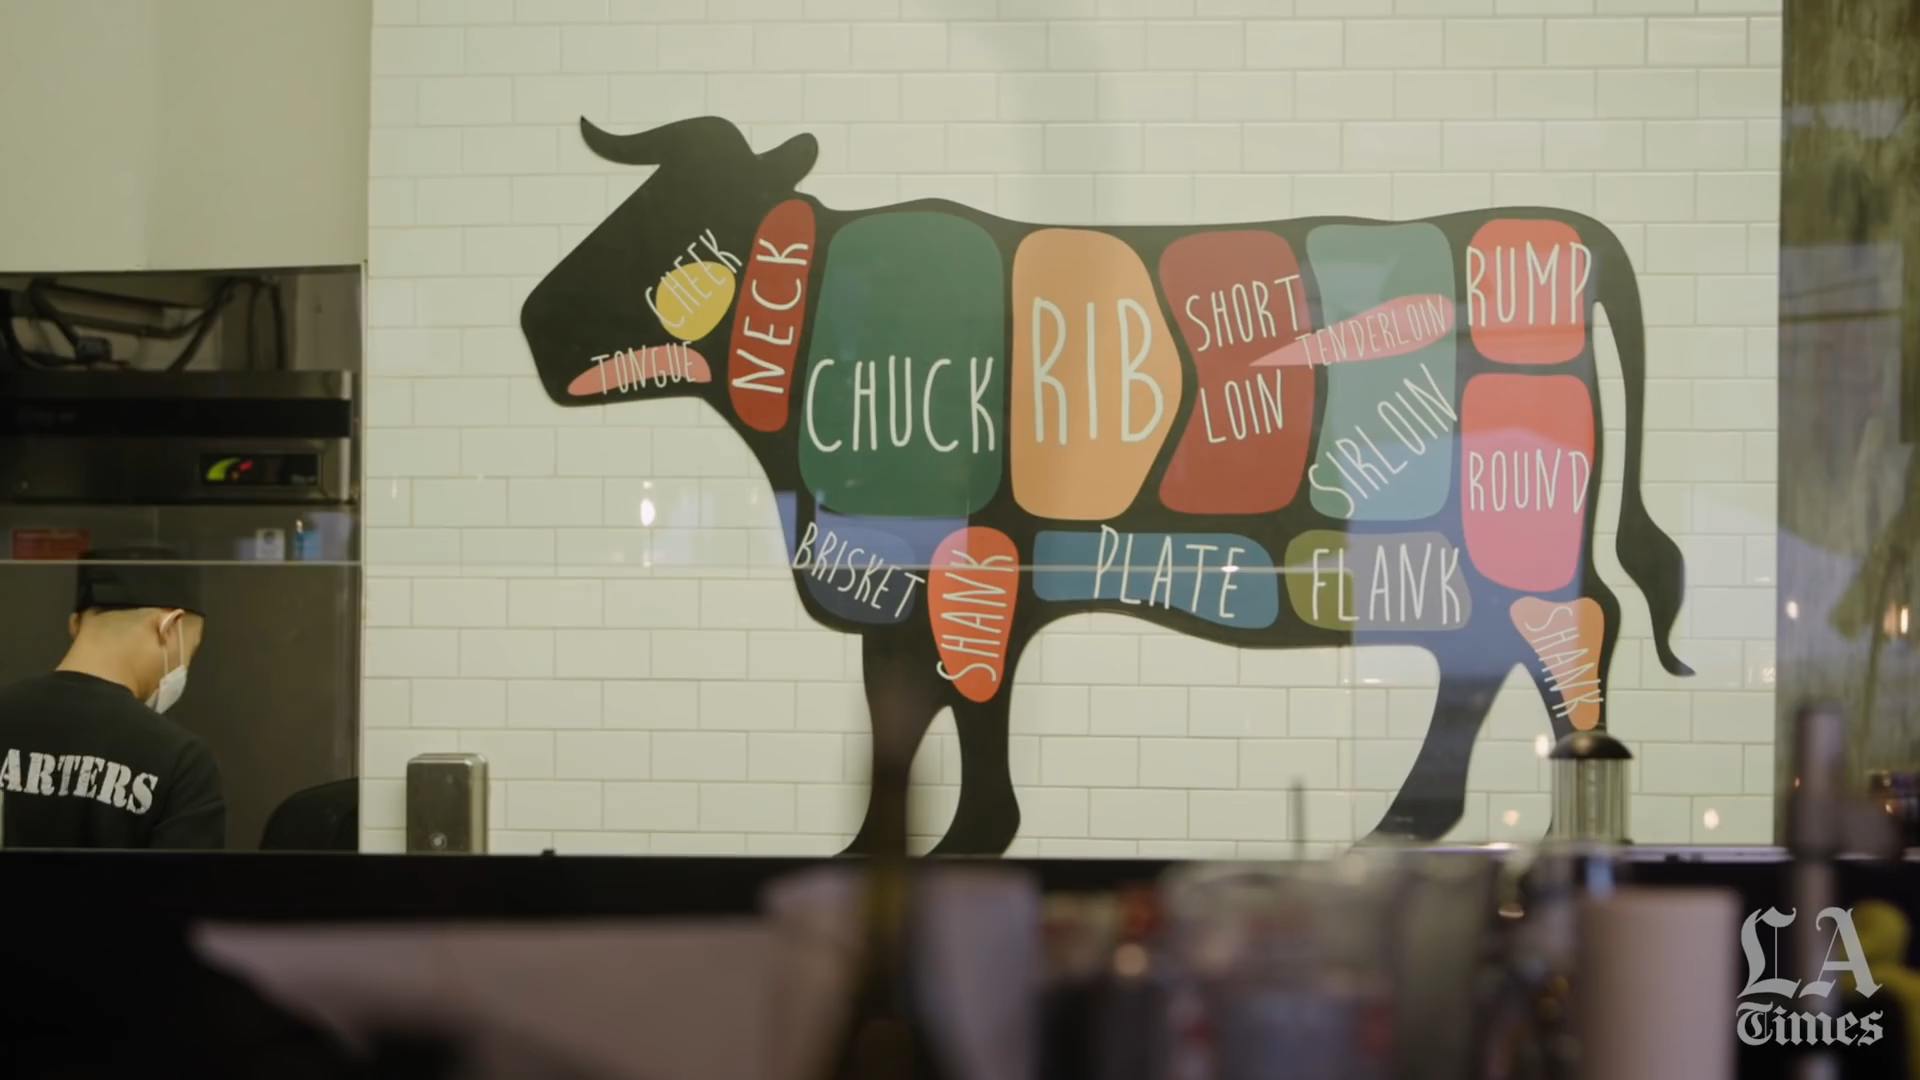 CHEEK
TONGUE
NECK
CHUCK
RIB
SHORT
LOIN
TENDERLOIN
SIRLOIN
RUMP
ROUND
BRISKET
SHANK
PLATE
FLANK
SHANK
ARTERS
LA
Times